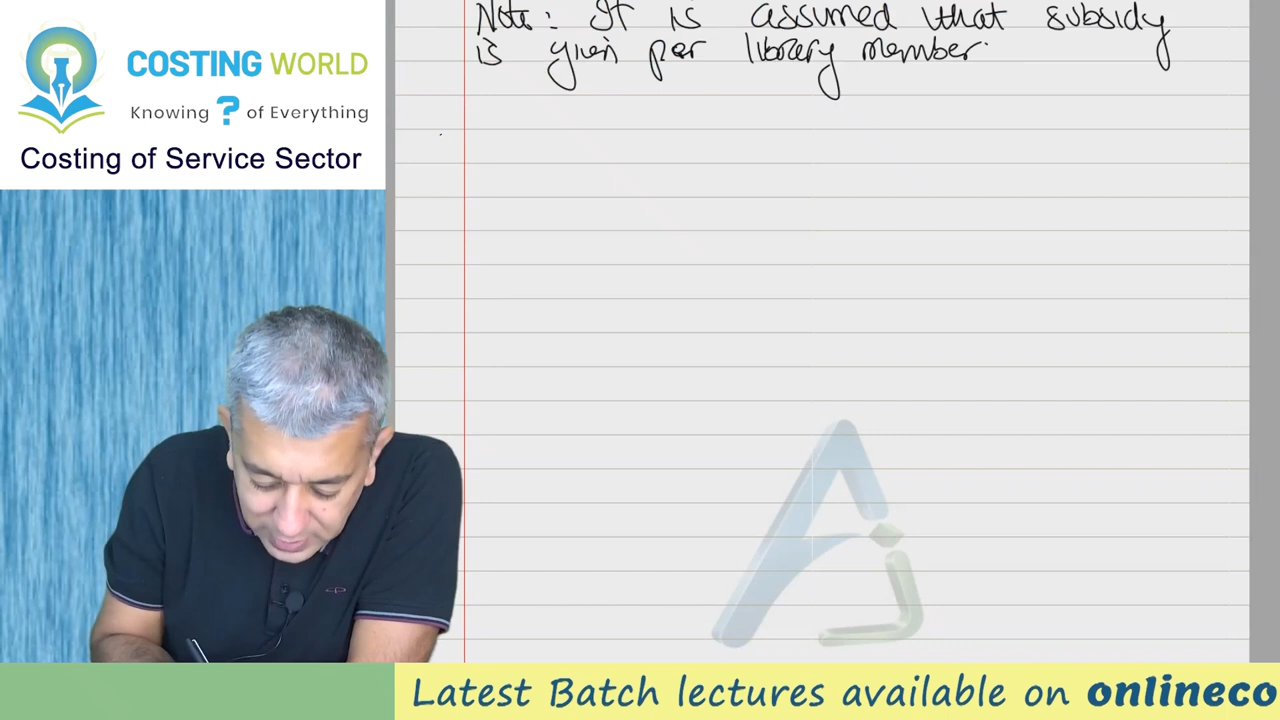 COSTING WORLD
Knowing ? of Everything
Costing of Service Sector
Note: It is assumed that subsidy
is given per library member.
Latest Batch lectures available on onlineco